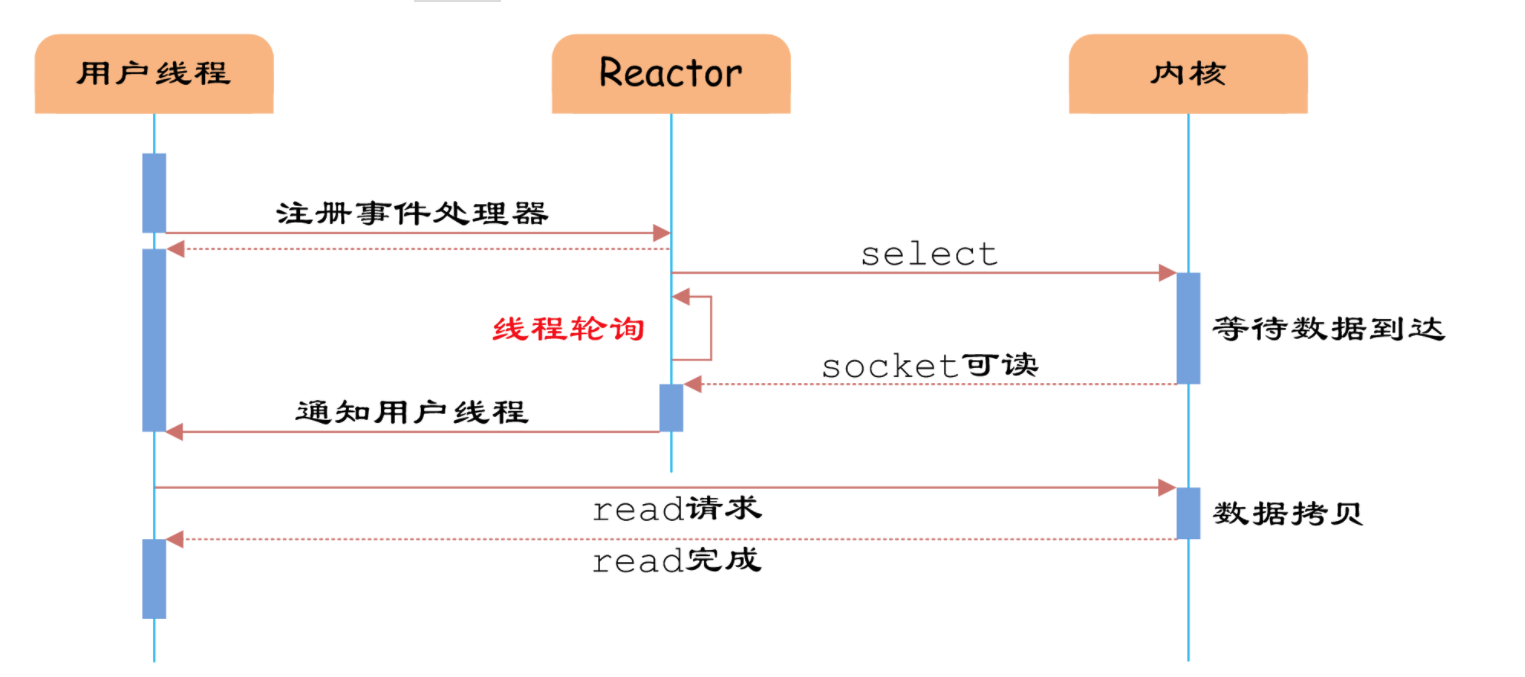 用户线程
Reactor
内核
注册事件处理器
select
线程轮询
等待数据到达
socket可读
通知用户线程
read请求
数据拷贝
read完成